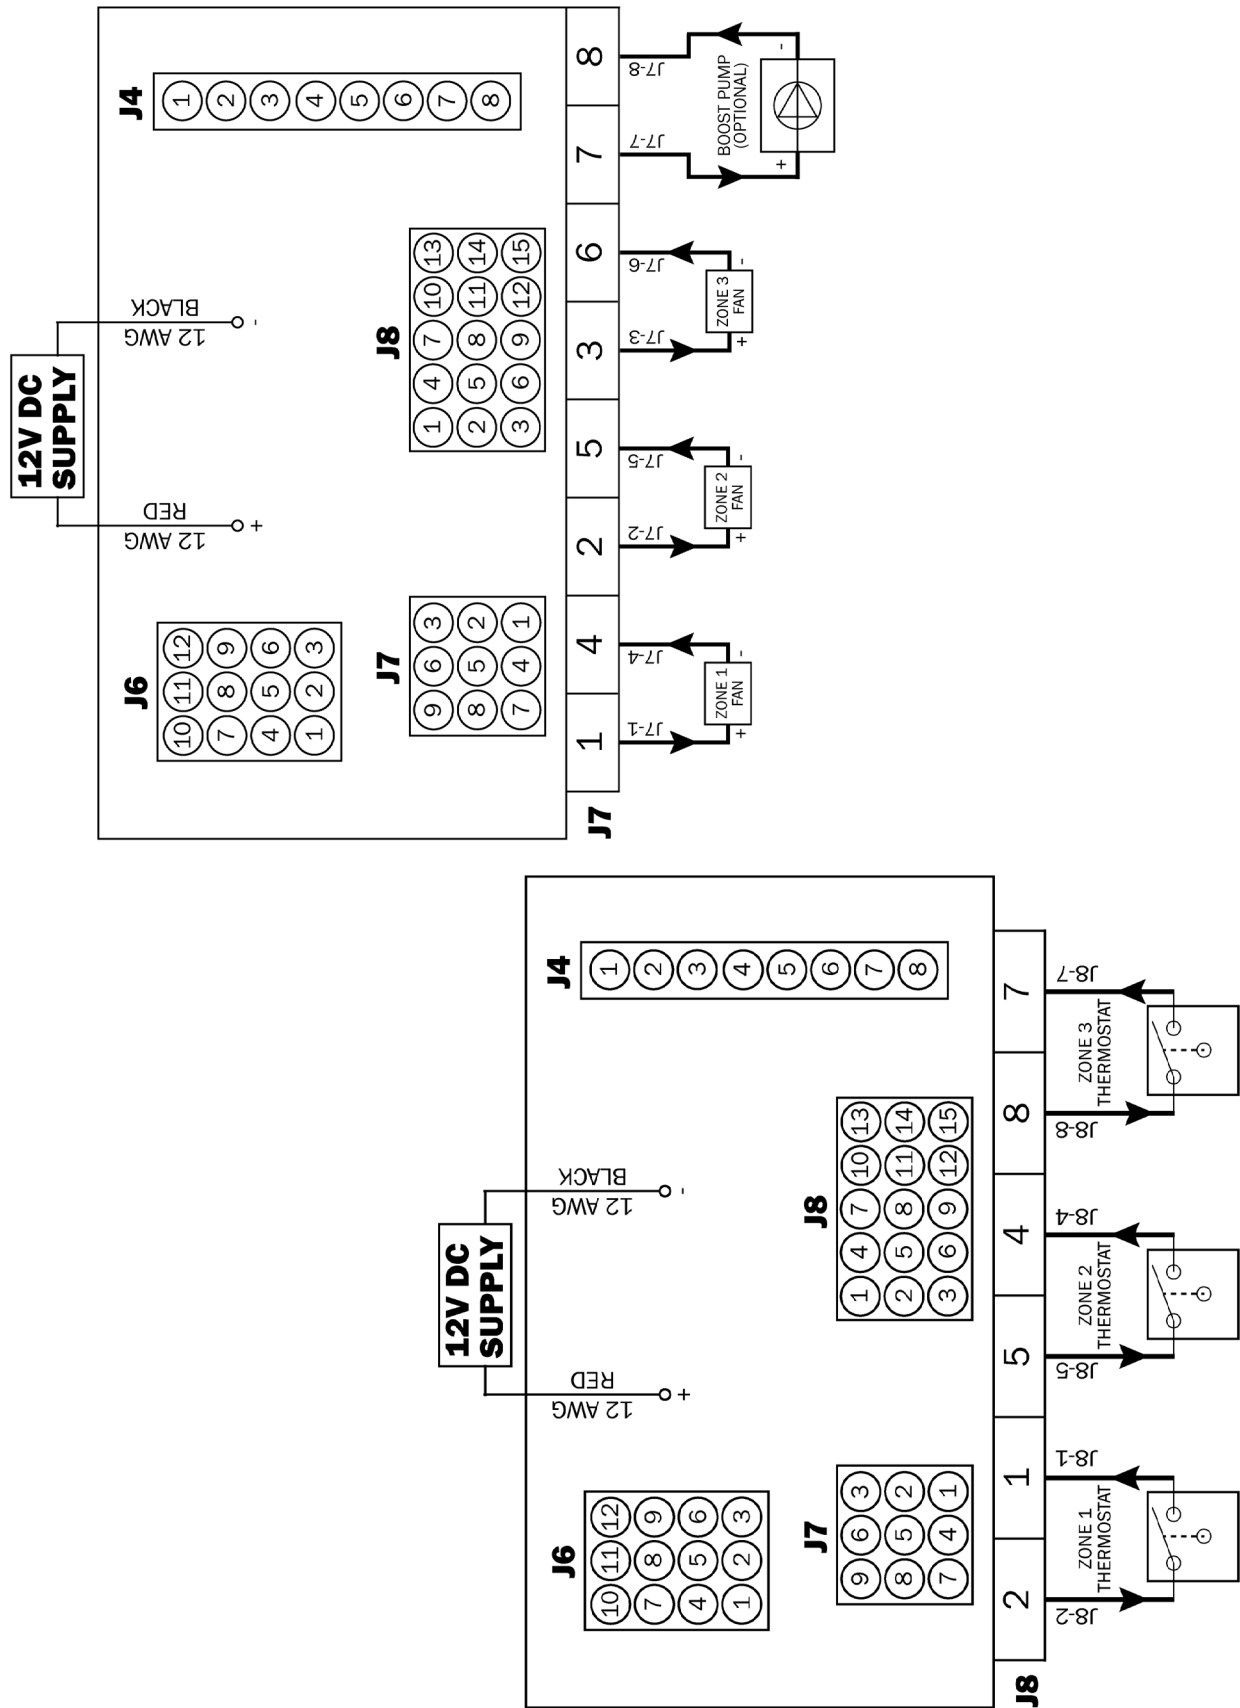 12V DC
SUPPLY
12 AWG
RED
12 AWG
BLACK
+
-
J6
10 11 12
7 8 9
4 5 6
1 2 3
J4
1
2
3
4
5
6
7
8
J7
9 6 3
8 5 2
7 4 1
J8
1 4 7 10 13
2 5 8 11 14
3 6 9 12 15
J7
1 4 2 5 3 6 7 8
J7-1
J7-4
J7-2
J7-5
J7-3
J7-6
J7-7
J7-8
+
ZONE 1
FAN
-
+
ZONE 2
FAN
-
+
ZONE 3
FAN
-
BOOST PUMP
(OPTIONAL)
+
-
12V DC
SUPPLY
12 AWG
RED
12 AWG
BLACK
+
-
J6
10 11 12
7 8 9
4 5 6
1 2 3
J4
1
2
3
4
5
6
7
8
J7
9 6 3
8 5 2
7 4 1
J8
1 4 7 10 13
2 5 8 11 14
3 6 9 12 15
J8
2 1 5 4 8 7
J8-2
J8-1
J8-5
J8-4
J8-8
J8-7
ZONE 1
THERMOSTAT
ZONE 2
THERMOSTAT
ZONE 3
THERMOSTAT